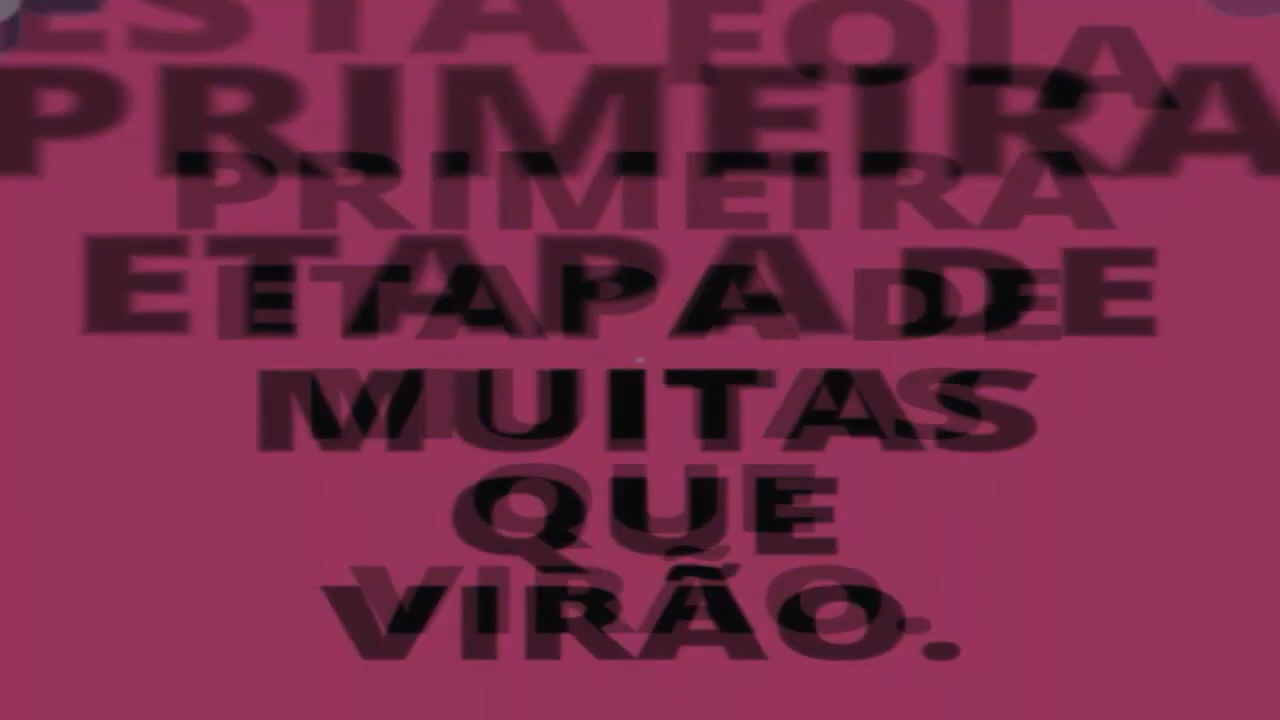 ESTA FOI A
PRIMEIRA
ETAPA DE
MUITAS
QUE
VIRÃO.